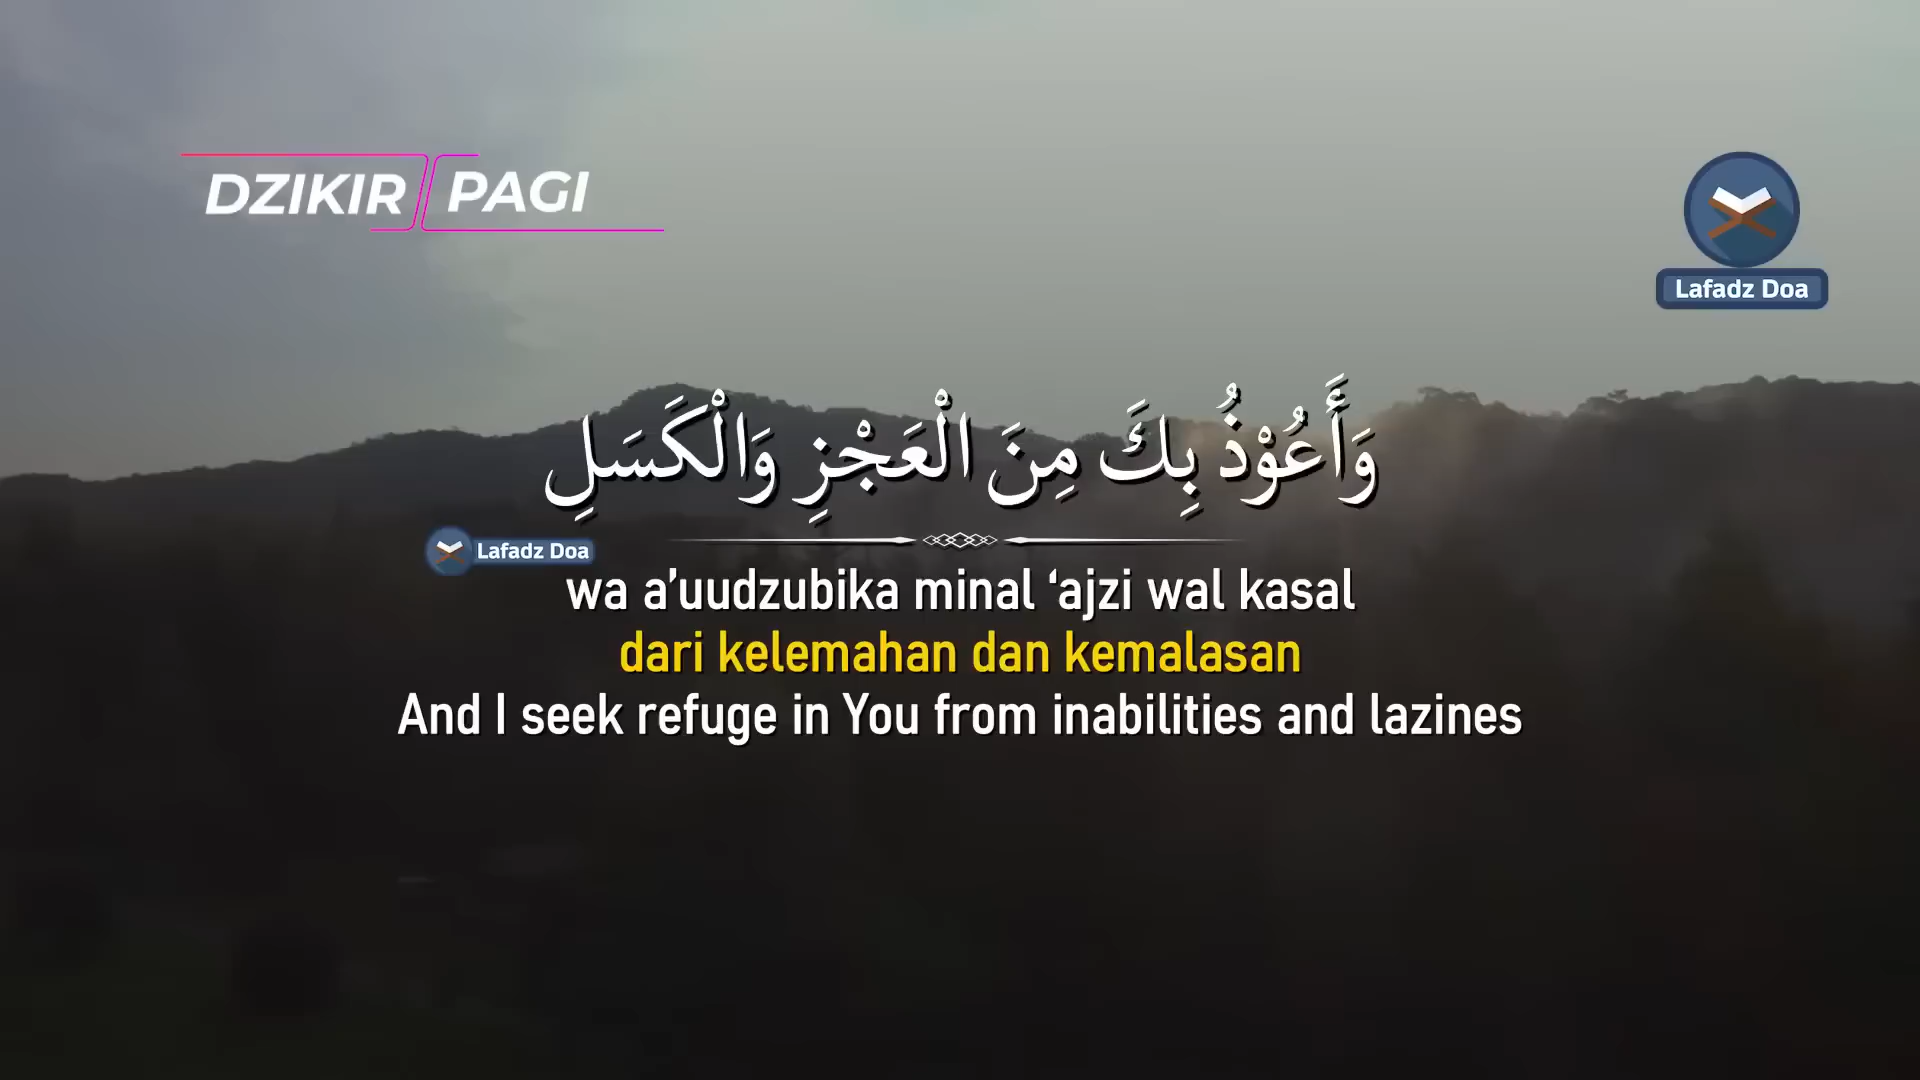 DZIKIR PAGI
Lafadz Doa
وَأَعُوْذُ بِكَ مِنَ الْعَجْزِ وَالْكَسَلِ
Lafadz Doa
wa a’uudzubika minal ‘ajzi wal kasal
dari kelemahan dan kemalasan
And I seek refuge in You from inabilities and lazines